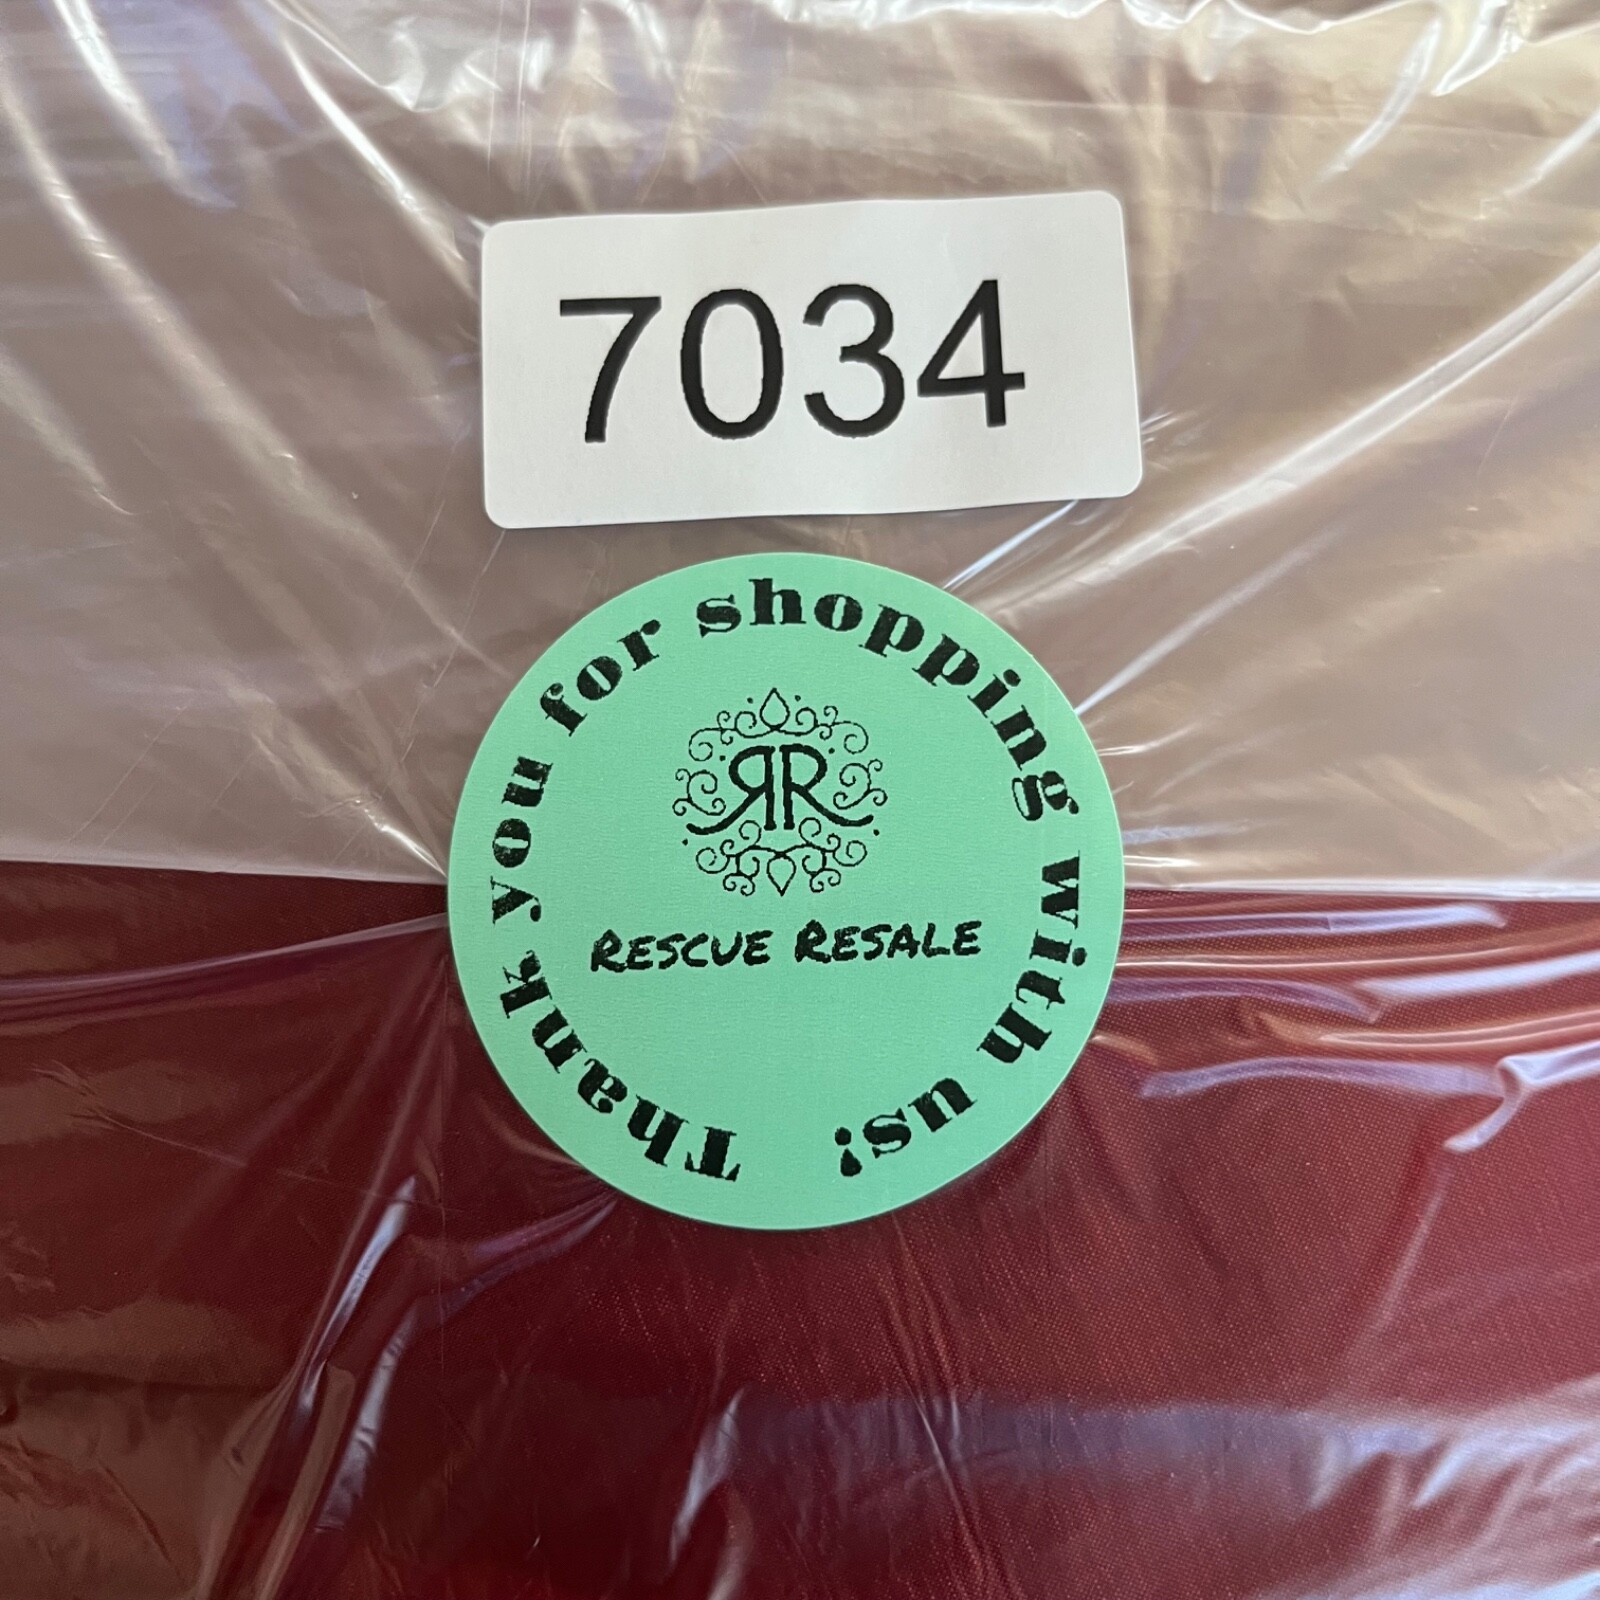 7034
Thank you for shopping with us!
RR
RESCUE RESALE